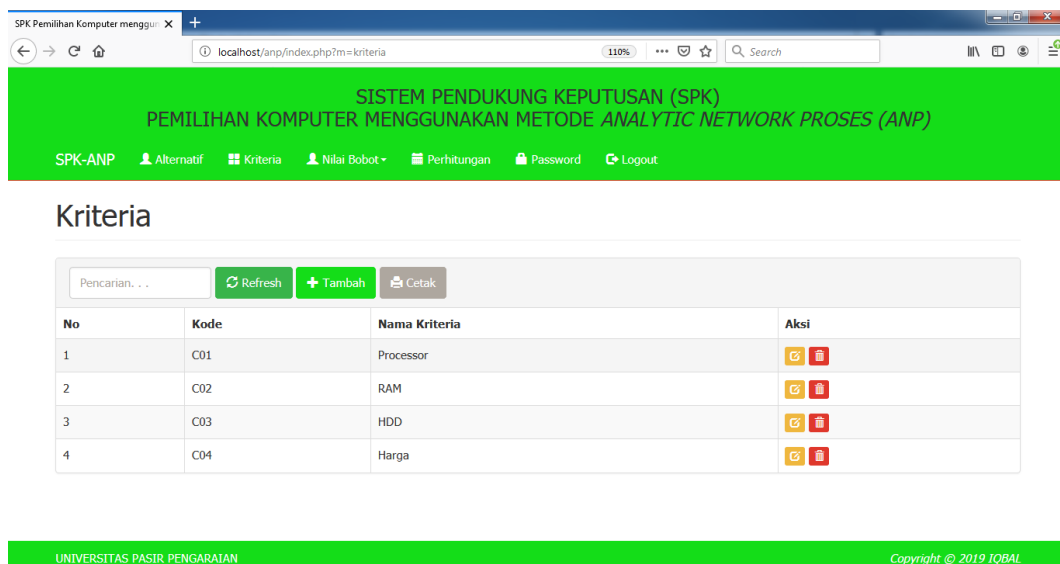 SPK Pemilihan Komputer menggun
localhost/anp/index.php?m=kriteria
110%
Search
SISTEM PENDUKUNG KEPUTUSAN (SPK)
PEMILIHAN KOMPUTER MENGGUNAKAN METODE ANALYTIC NETWORK PROSES (ANP)
SPK-ANP Alternatif Kriteria Nilai Bobot Perhitungan Password Logout
Kriteria
Pencarian. . . Refresh Tambah Cetak
No Kode Nama Kriteria Aksi
1 C01 Processor
2 C02 RAM
3 C03 HDD
4 C04 Harga
UNIVERSITAS PASIR PENGARAIAN Copyright © 2019 IQBAL